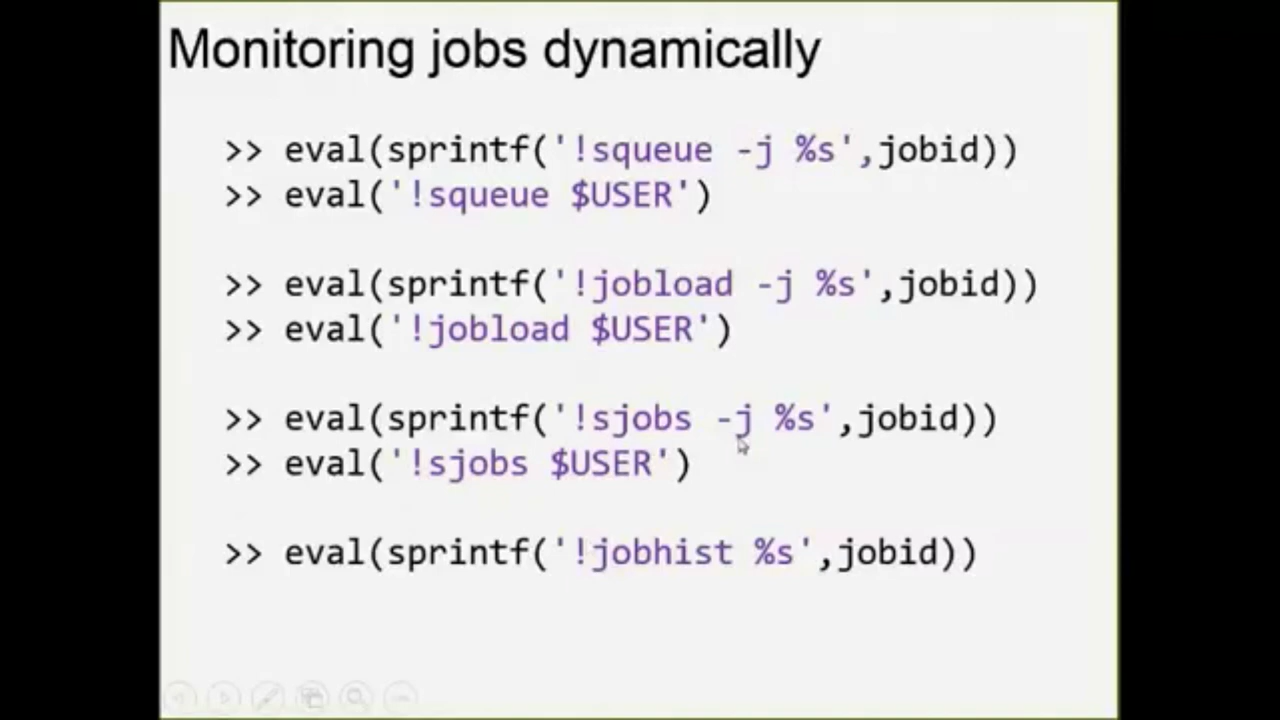 Monitoring jobs dynamically
>> eval(sprintf('!squeue -j %s',jobid))
>> eval('!squeue $USER')
>> eval(sprintf('!jobload -j %s',jobid))
>> eval('!jobload $USER')
>> eval(sprintf('!sjobs -j %s',jobid))
>> eval('!sjobs $USER')
>> eval(sprintf('!jobhist %s',jobid))